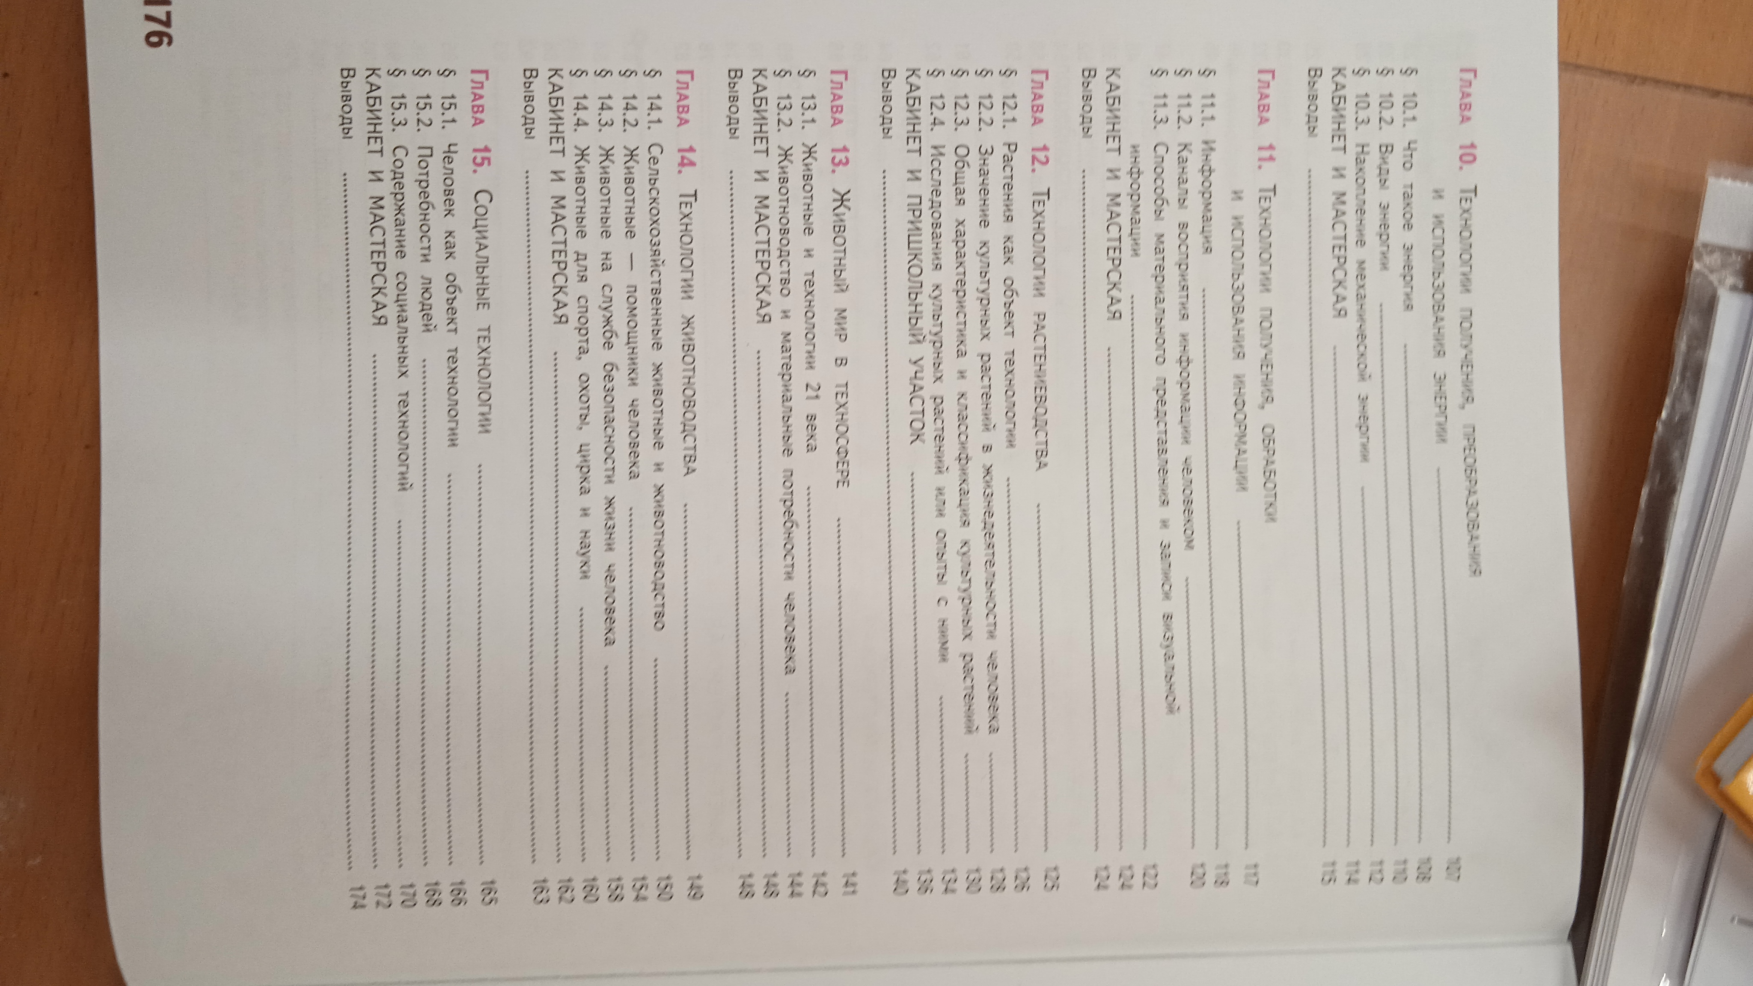 Глава 10. Технологии получения, преобразования
и использования энергии 107
§ 10.1. Что такое энергия 108
§ 10.2. Виды энергии 110
§ 10.3. Накопление механической энергии 112
КАБИНЕТ И МАСТЕРСКАЯ 114
Выводы 115
Глава 11. Технологии получения, обработки
и использования информации 117
§ 11.1. Информация 118
§ 11.2. Каналы восприятия информации человеком 120
§ 11.3. Способы материального представления и записи визуальной
информации 122
КАБИНЕТ И МАСТЕРСКАЯ 124
Выводы 124
Глава 12. Технологии растениеводства 125
§ 12.1. Растения как объект технологии 126
§ 12.2. Значение культурных растений в жизнедеятельности человека 128
§ 12.3. Общая характеристика и классификация культурных растений 130
§ 12.4. Исследования культурных растений или опыты с ними 134
КАБИНЕТ И ПРИШКОЛЬНЫЙ УЧАСТОК 136
Выводы 140
Глава 13. Животный мир в техносфере 141
§ 13.1. Животные и технологии 21 века 142
§ 13.2. Животноводство и материальные потребности человека 144
КАБИНЕТ И МАСТЕРСКАЯ 148
Выводы 148
Глава 14. Технологии животноводства 149
§ 14.1. Сельскохозяйственные животные и животноводство 150
§ 14.2. Животные — помощники человека 154
§ 14.3. Животные на службе безопасности жизни человека 158
§ 14.4. Животные для спорта, охоты, цирка и науки 160
КАБИНЕТ И МАСТЕРСКАЯ 162
Выводы 163
Глава 15. Социальные технологии 165
§ 15.1. Человек как объект технологии 166
§ 15.2. Потребности людей 168
§ 15.3. Содержание социальных технологий 170
КАБИНЕТ И МАСТЕРСКАЯ 172
Выводы 174
176